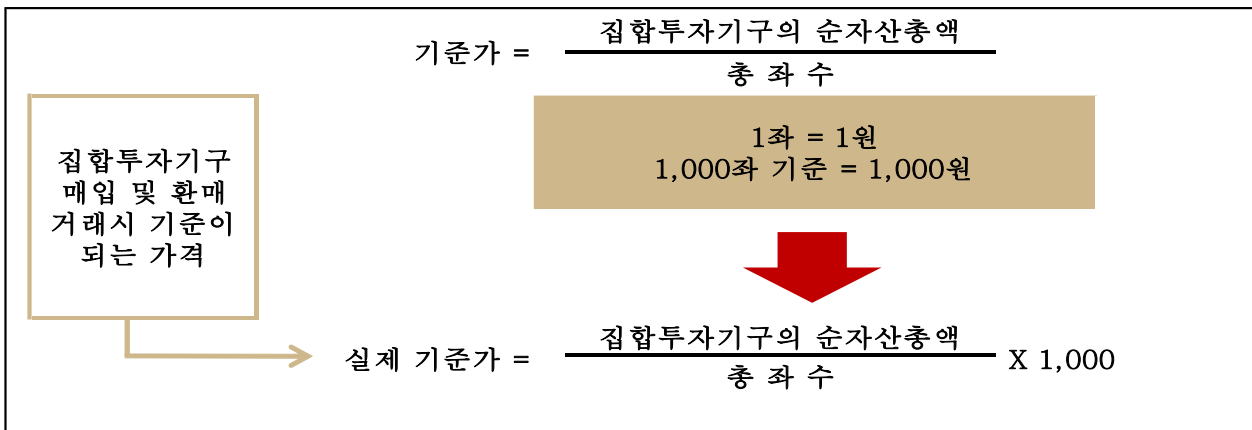 기준가 =
집합투자기구의 순자산총액
총 좌 수
1좌 = 1원
1,000좌 기준 = 1,000원
집합투자기구
매입 및 환매
거래시 기준이
되는 가격
실제 기준가 =
집합투자기구의 순자산총액
총 좌 수
X 1,000